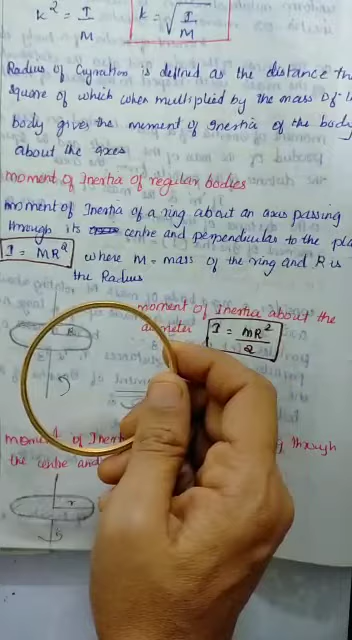 k² = I/M
k = √(I/M)
Radius of Gyration is defined as the distance the
square of which when multiplied by the mass of
body gives the moment of Inertia of the body
about the axes
moment of Inertia of regular bodies
moment of Inertia of a ring about an axis passing
through its centre and perpendicular to the
I = MR² where M = mass of the ring and R is
the Radius
moment of Inertia about the
diameter I = MR²/2
R
of through
the centre and
r